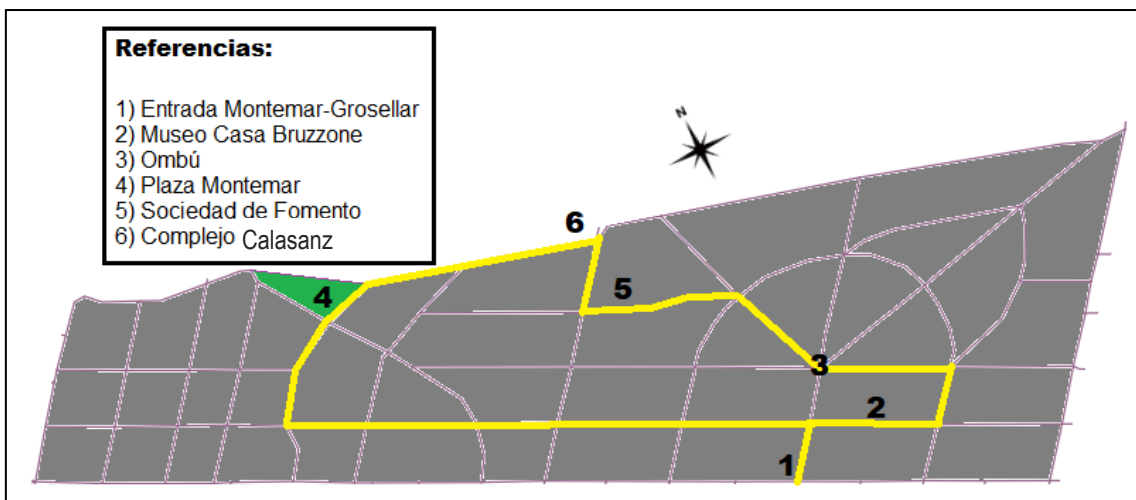 Referencias:
1) Entrada Montemar-Grosellar
2) Museo Casa Bruzzone
3) Ombú
4) Plaza Montemar
5) Sociedad de Fomento
6) Complejo Calasanz
N
6
5
4
3
2
1